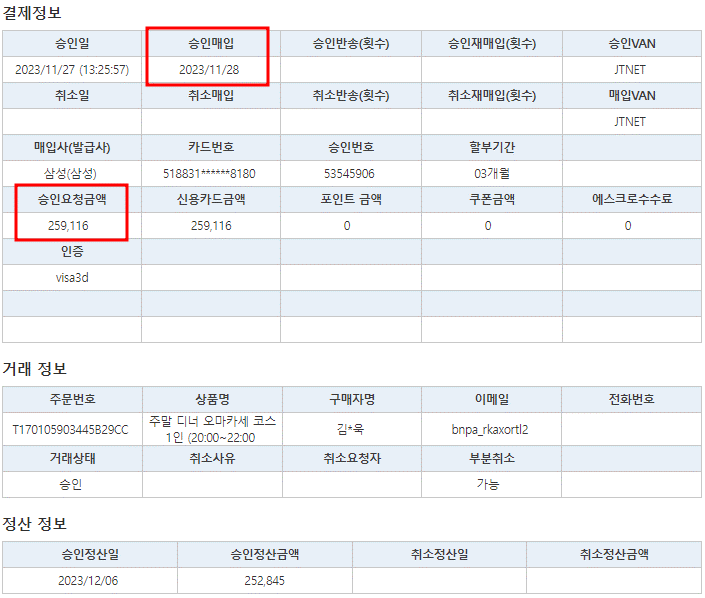 결제정보
승인일 승인매입 승인반송(횟수) 승인재매입(횟수) 승인VAN
2023/11/27 (13:25:57) 2023/11/28 JTNET
취소일 취소매입 취소반송(횟수) 취소재매입(횟수) 매입VAN
JTNET
매입사(발급사) 카드번호 승인번호 할부기간
삼성(삼성) 518831******8180 53545906 03개월
승인요청금액 신용카드금액 포인트 금액 쿠폰금액 에스크로수수료
259,116 259,116 0 0 0
인증
visa3d
거래 정보
주문번호 상품명 구매자명 이메일 전화번호
T170105903445B29CC 주말 디너 오마카세 코스 김*욱 bnpa_rkaxortl2
1인 (20:00~22:00
거래상태 취소사유 취소요청자 부분취소
승인 가능
정산 정보
승인정산일 승인정산금액 취소정산일 취소정산금액
2023/12/06 252,845